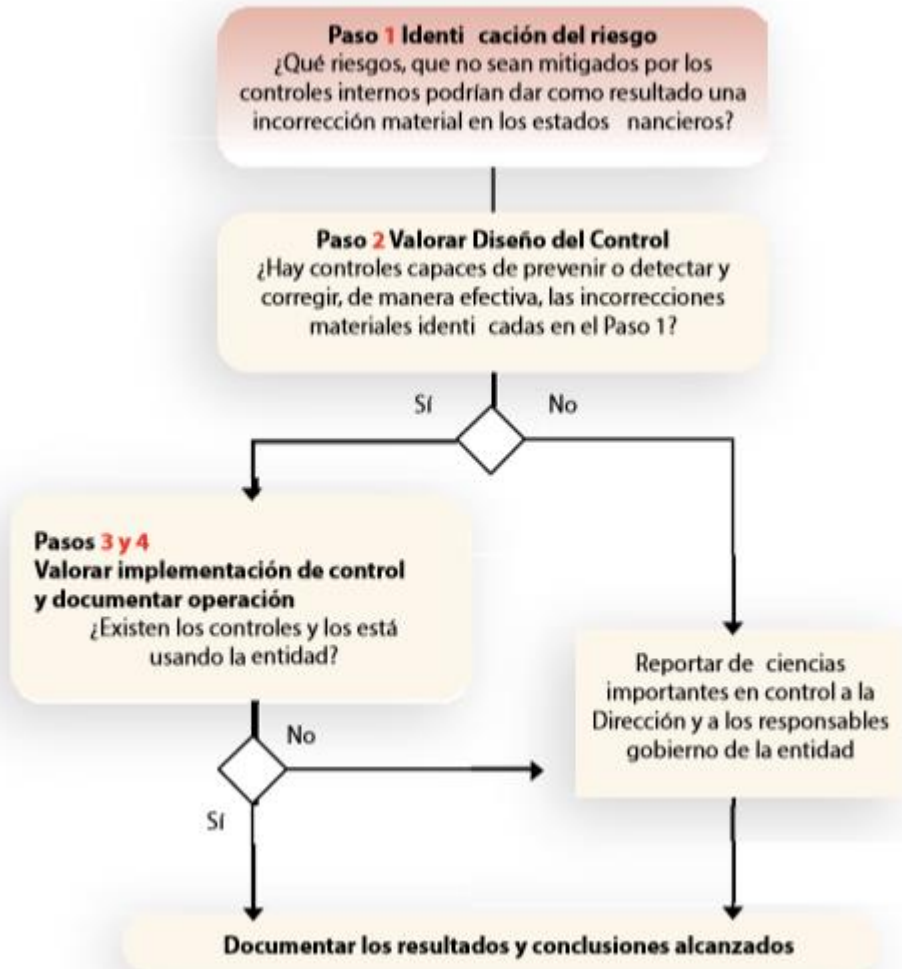 Paso 1 Identi cación del riesgo
¿Qué riesgos, que no sean mitigados por los
controles internos podrían dar como resultado una
incorrección material en los estados nancieros?
Paso 2 Valorar Diseño del Control
¿Hay controles capaces de prevenir o detectar y
corregir, de manera efectiva, las incorrecciones
materiales identi cadas en el Paso 1?
Sí
No
Pasos 3 y 4
Valorar implementación de control
y documentar operación
¿Existen los controles y los está
usando la entidad?
Reportar de ciencias
importantes en control a la
Dirección y a los responsables
gobierno de la entidad
No
Sí
Documentar los resultados y conclusiones alcanzados